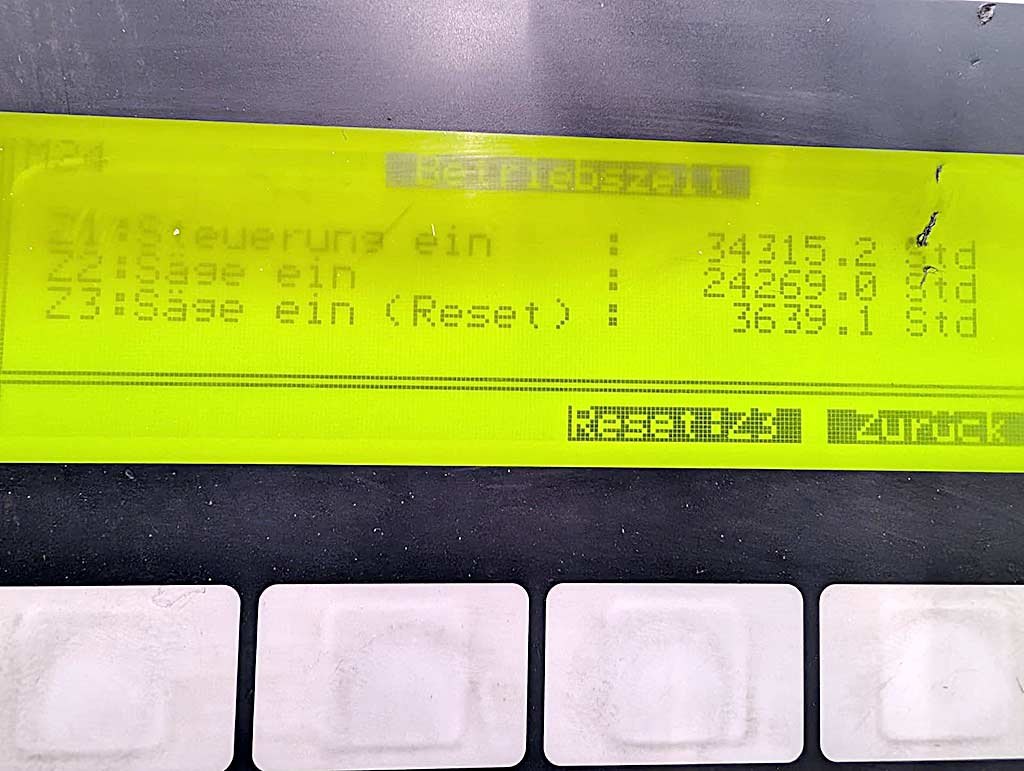 M24
Betriebszeit
Z1:Steuerung ein : 34315.2 Std
Z2:Säge ein : 24269.0 Std
Z3:Säge ein (Reset) : 3639.1 Std
Reset Z3 Zurück